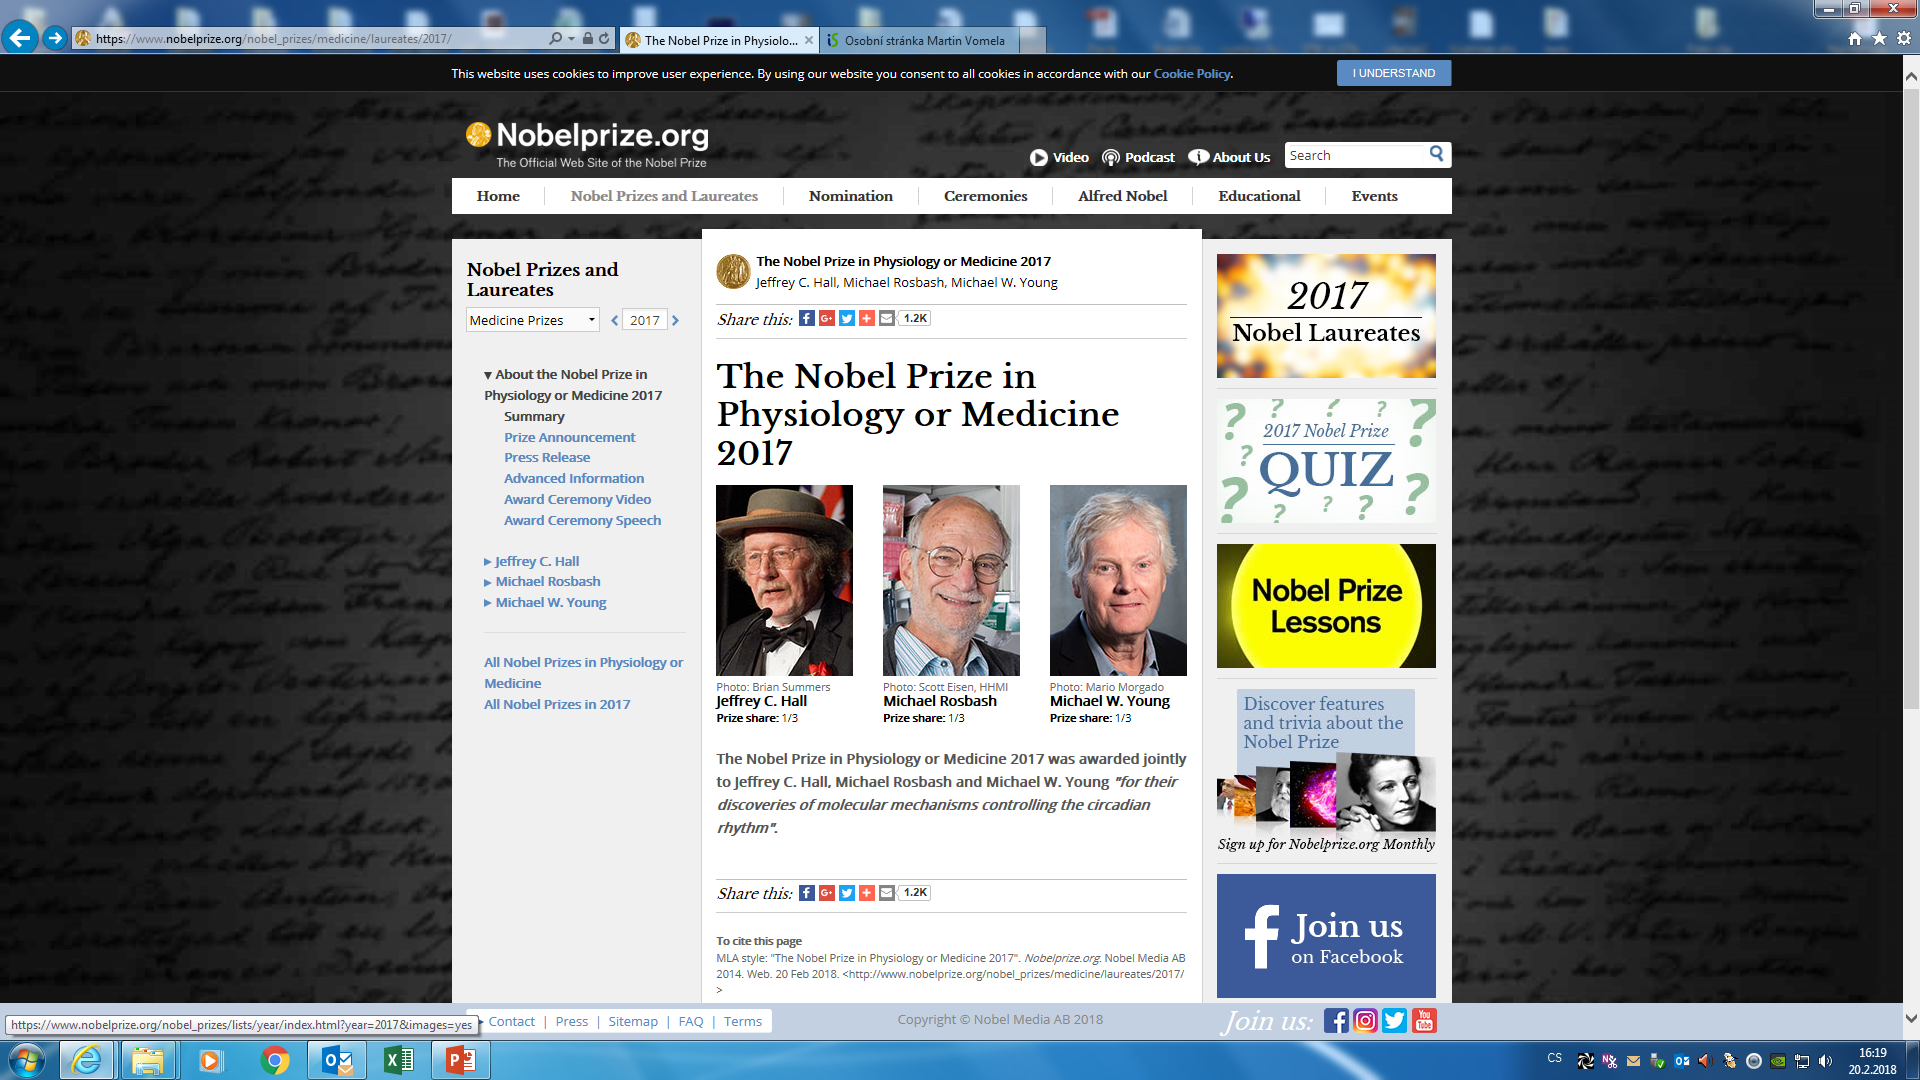 https://www.nobelprize.org/nobel_prizes/medicine/laureates/2017/
The Nobel Prize in Physiolo...
Osobní stránka Martin Vomela
This website uses cookies to improve user experience. By using our website you consent to all cookies in accordance with our Cookie Policy.
I UNDERSTAND
Nobelprize.org
The Official Web Site of the Nobel Prize
Video
Podcast
About Us
Search
Home
Nobel Prizes and Laureates
Nomination
Ceremonies
Alfred Nobel
Educational
Events
Nobel Prizes and
Laureates
Medicine Prizes
2017
▼ About the Nobel Prize in
Physiology or Medicine 2017
Summary
Prize Announcement
Press Release
Advanced Information
Award Ceremony Video
Award Ceremony Speech
Jeffrey C. Hall
Michael Rosbash
Michael W. Young
All Nobel Prizes in Physiology or
Medicine
All Nobel Prizes in 2017
The Nobel Prize in Physiology or Medicine 2017
Jeffrey C. Hall, Michael Rosbash, Michael W. Young
Share this:
1.2K
The Nobel Prize in
Physiology or Medicine
2017
Photo: Brian Summers
Jeffrey C. Hall
Prize share: 1/3
Photo: Scott Eisen, HHMI
Michael Rosbash
Prize share: 1/3
Photo: Mario Morgado
Michael W. Young
Prize share: 1/3
The Nobel Prize in Physiology or Medicine 2017 was awarded jointly
to Jeffrey C. Hall, Michael Rosbash and Michael W. Young "for their
discoveries of molecular mechanisms controlling the circadian
rhythm".
Share this:
1.2K
To cite this page
MLA style: "The Nobel Prize in Physiology or Medicine 2017". Nobelprize.org. Nobel Media AB
2014. Web. 20 Feb 2018. <http://www.nobelprize.org/nobel_prizes/medicine/laureates/2017/
>
2017
Nobel Laureates
2017 Nobel Prize
QUIZ
Nobel Prize
Lessons
Discover features
and trivia about the
Nobel Prize
Sign up for Nobelprize.org Monthly
Join us
on Facebook
https://www.nobelprize.org/nobel_prizes/lists/year/index.html?year=2017&images=yes
Contact | Press | Sitemap | FAQ | Terms
Copyright © Nobel Media AB 2018
Join us:
CS
16:19
20.2.2018